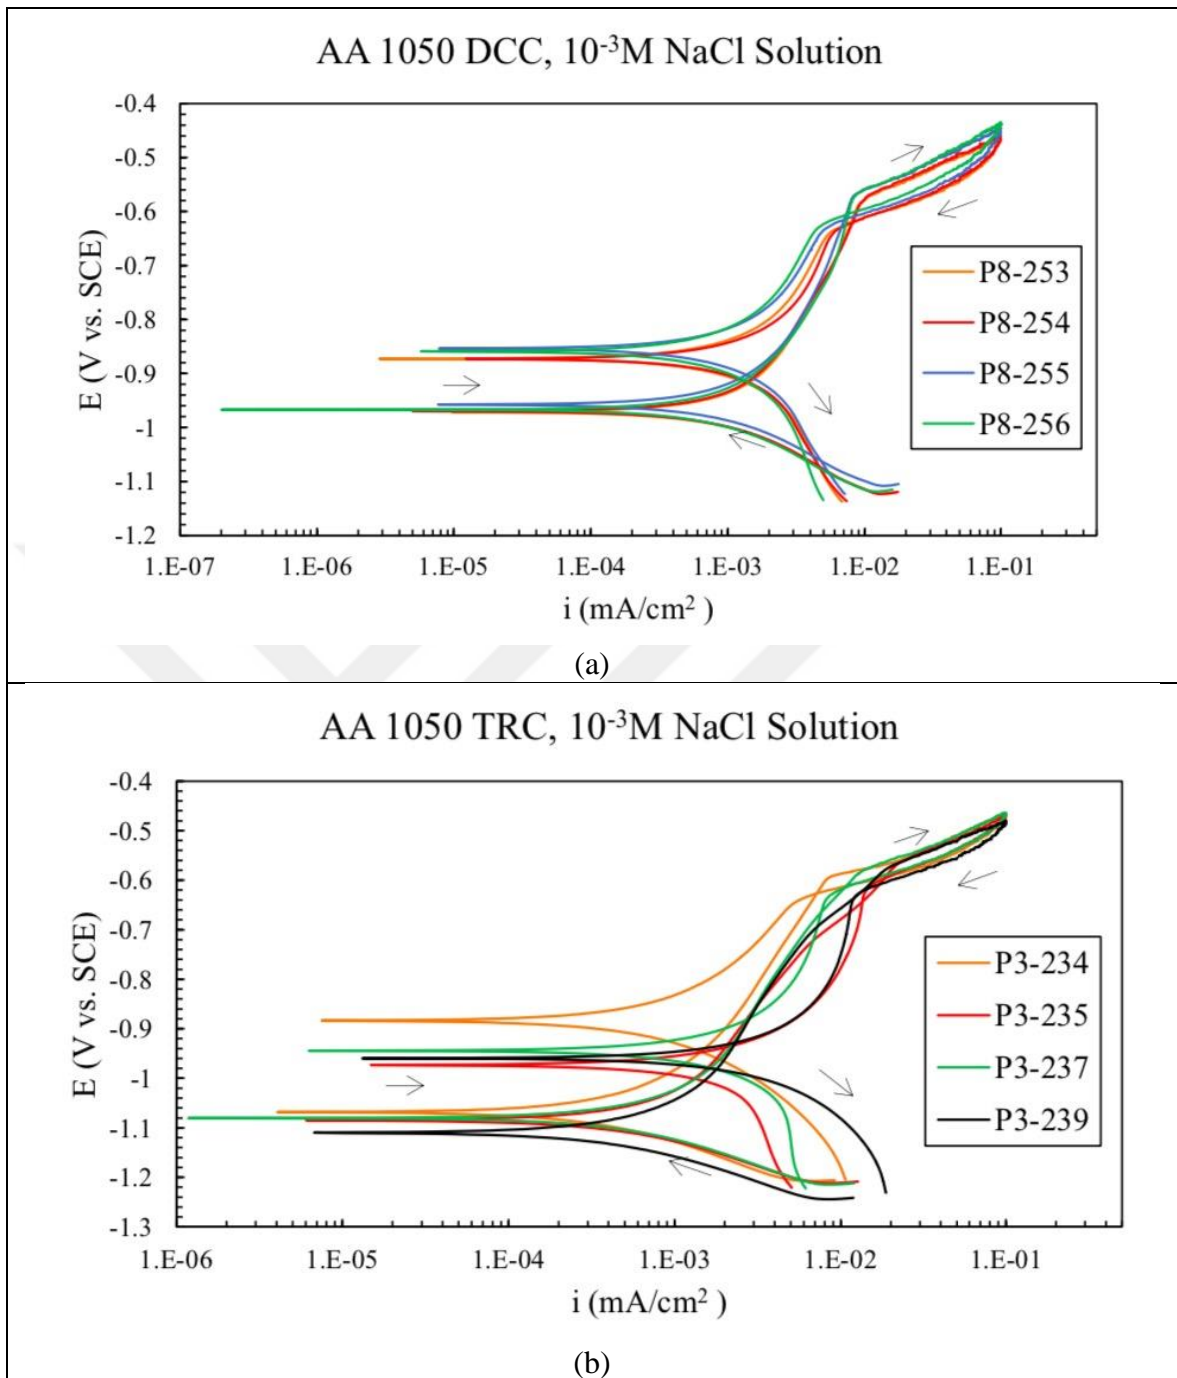 AA 1050 DCC, 10⁻³M NaCl Solution
-0.4
-0.5
-0.6
-0.7
-0.8
-0.9
-1
-1.1
-1.2
E (V vs. SCE)
P8-253
P8-254
P8-255
P8-256
1.E-07 1.E-06 1.E-05 1.E-04 1.E-03 1.E-02 1.E-01
i (mA/cm² )
(a)
AA 1050 TRC, 10⁻³M NaCl Solution
-0.4
-0.5
-0.6
-0.7
-0.8
-0.9
-1
-1.1
-1.2
-1.3
E (V vs. SCE)
P3-234
P3-235
P3-237
P3-239
1.E-06 1.E-05 1.E-04 1.E-03 1.E-02 1.E-01
i (mA/cm² )
(b)